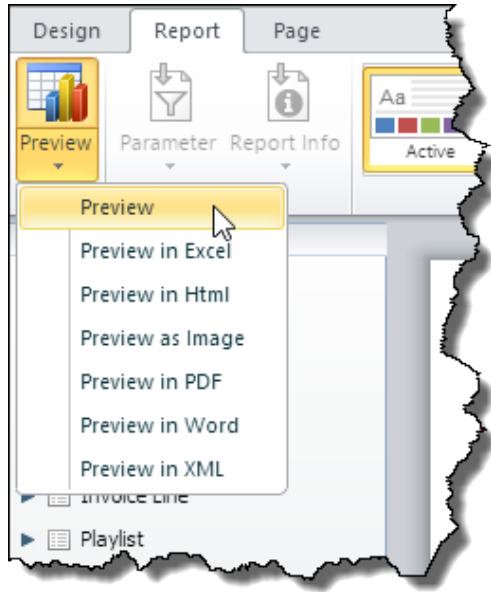 Design Report Page
Preview Parameter Report Info
Aa
Active
Preview
Preview in Excel
Preview in Html
Preview as Image
Preview in PDF
Preview in Word
Preview in XML
Invoice Line
Playlist